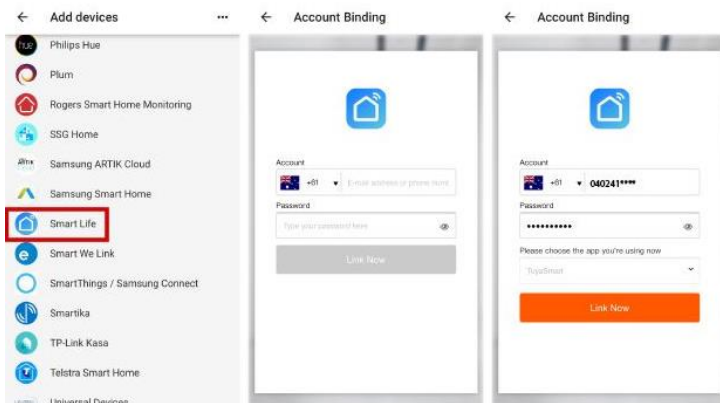 Add devices
hue
Philips Hue
Plum
Rogers Smart Home Monitoring
SSG Home
Samsung ARTIK Cloud
Samsung Smart Home
Smart Life
e
Smart We Link
SmartThings / Samsung Connect
Smartika
TP-Link Kasa
Telstra Smart Home
Universal Devices
Account Binding
Account
+61
E-mail address or phone num
Password
Type your password here
Link Now
Account Binding
Account
+61 040241****
Password
••••••••••
Please choose the app you're using now
TuyaSmart
Link Now